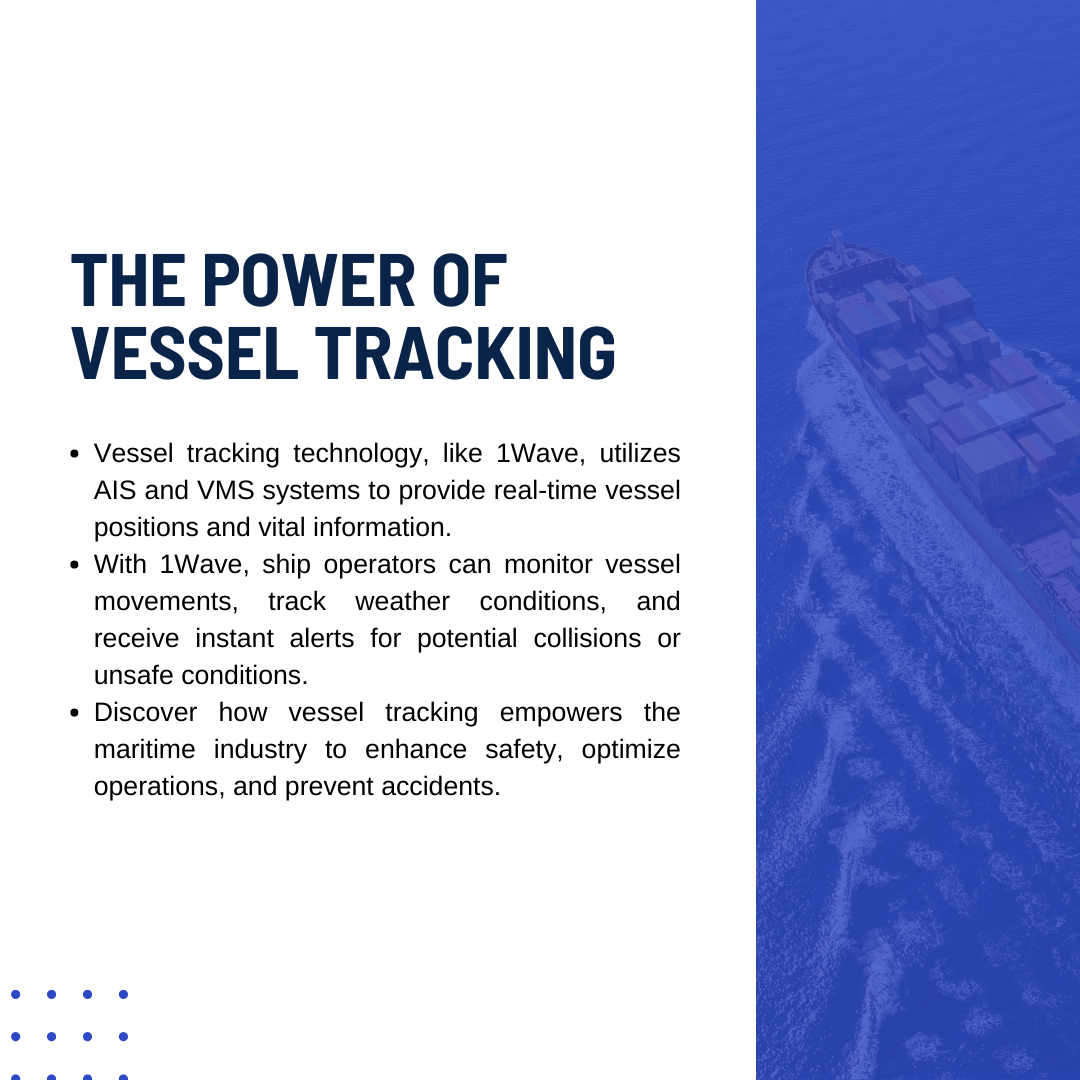 THE POWER OF
VESSEL TRACKING
• Vessel tracking technology, like 1Wave, utilizes
AIS and VMS systems to provide real-time vessel
positions and vital information.
• With 1Wave, ship operators can monitor vessel
movements, track weather conditions, and
receive instant alerts for potential collisions or
unsafe conditions.
• Discover how vessel tracking empowers the
maritime industry to enhance safety, optimize
operations, and prevent accidents.